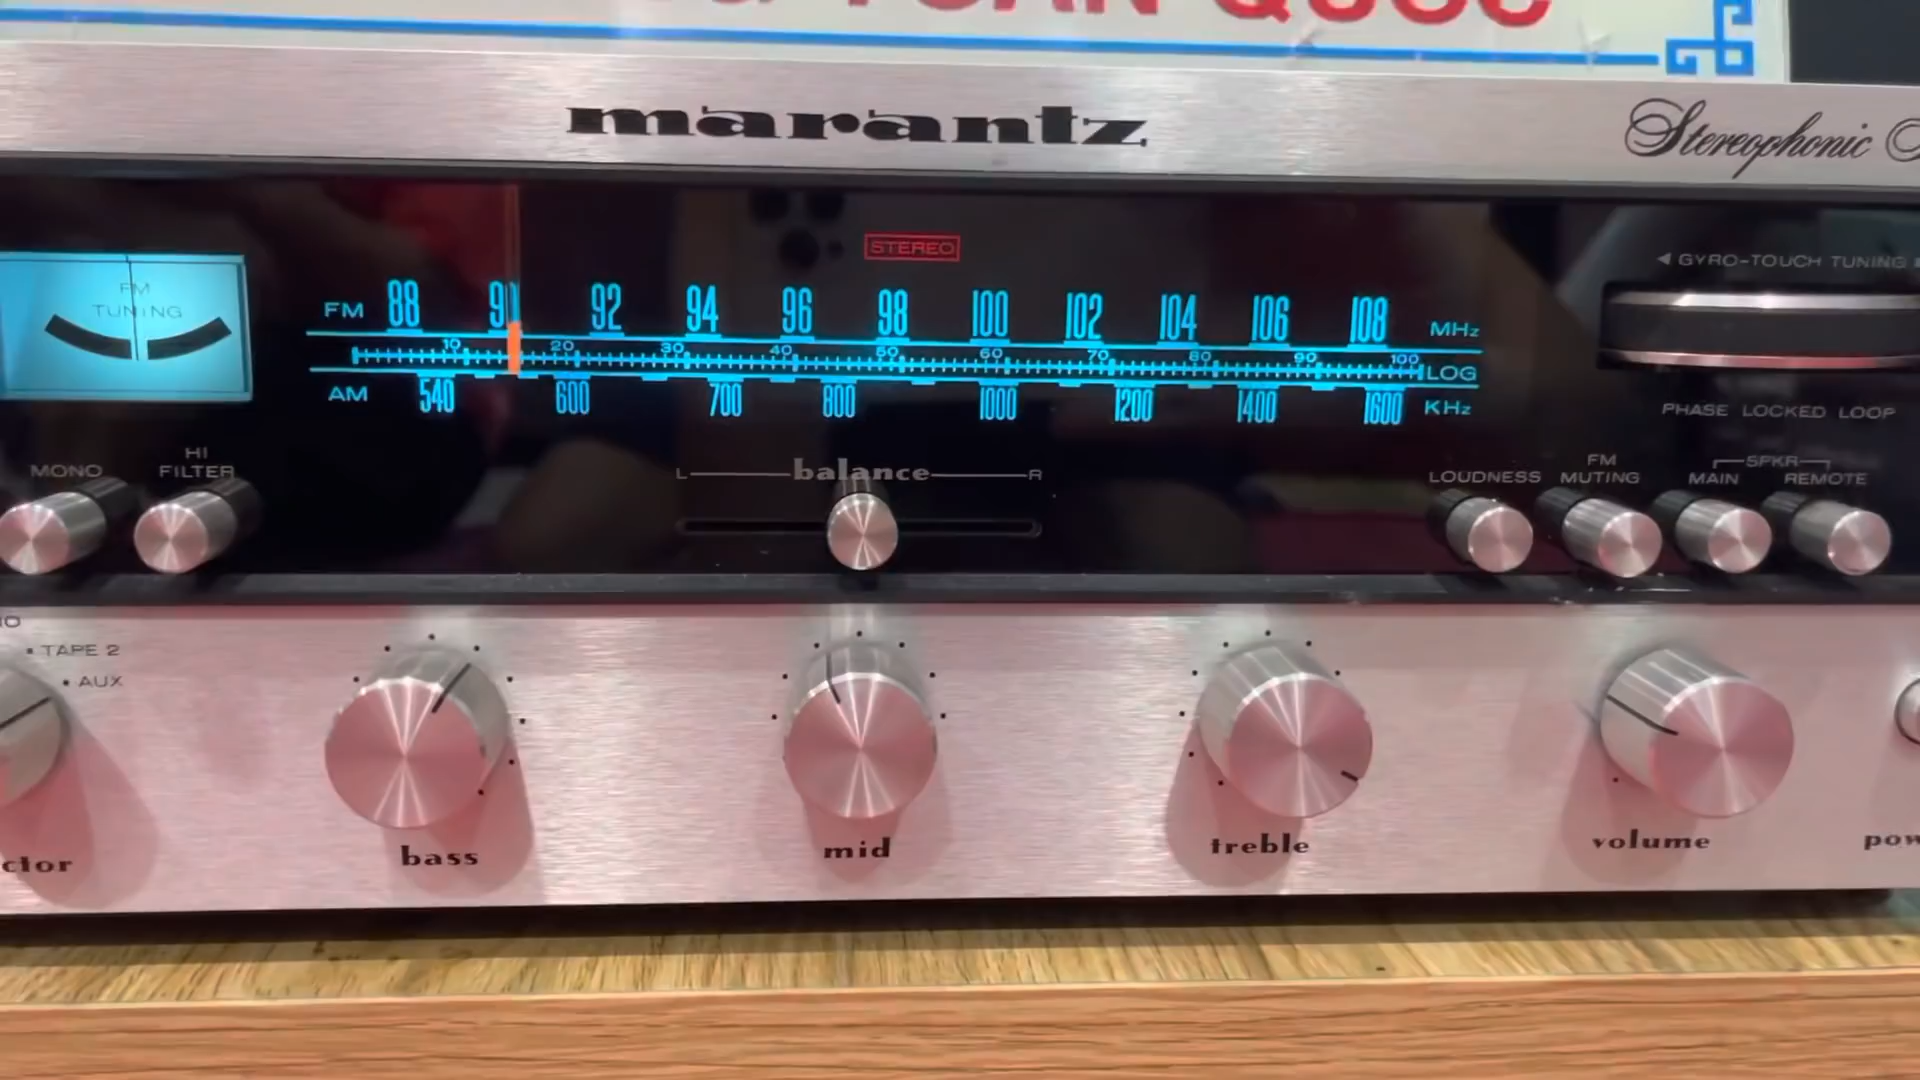 TOAN QUOC
marantz
Stereophonic
STEREO
◄ GYRO-TOUCH TUNING
FM
TUNING
FM 88 90 92 94 96 98 100 102 104 106 108 MHz
10 20 30 40 50 60 70 80 90 100 LOG
AM 540 600 700 800 1000 1200 1400 1600 KHz
PHASE LOCKED LOOP
MONO
HI
FILTER
L balance R
LOUDNESS
FM
MUTING
SPKR
MAIN REMOTE
• TAPE 2
• AUX
bass
mid
treble
volume